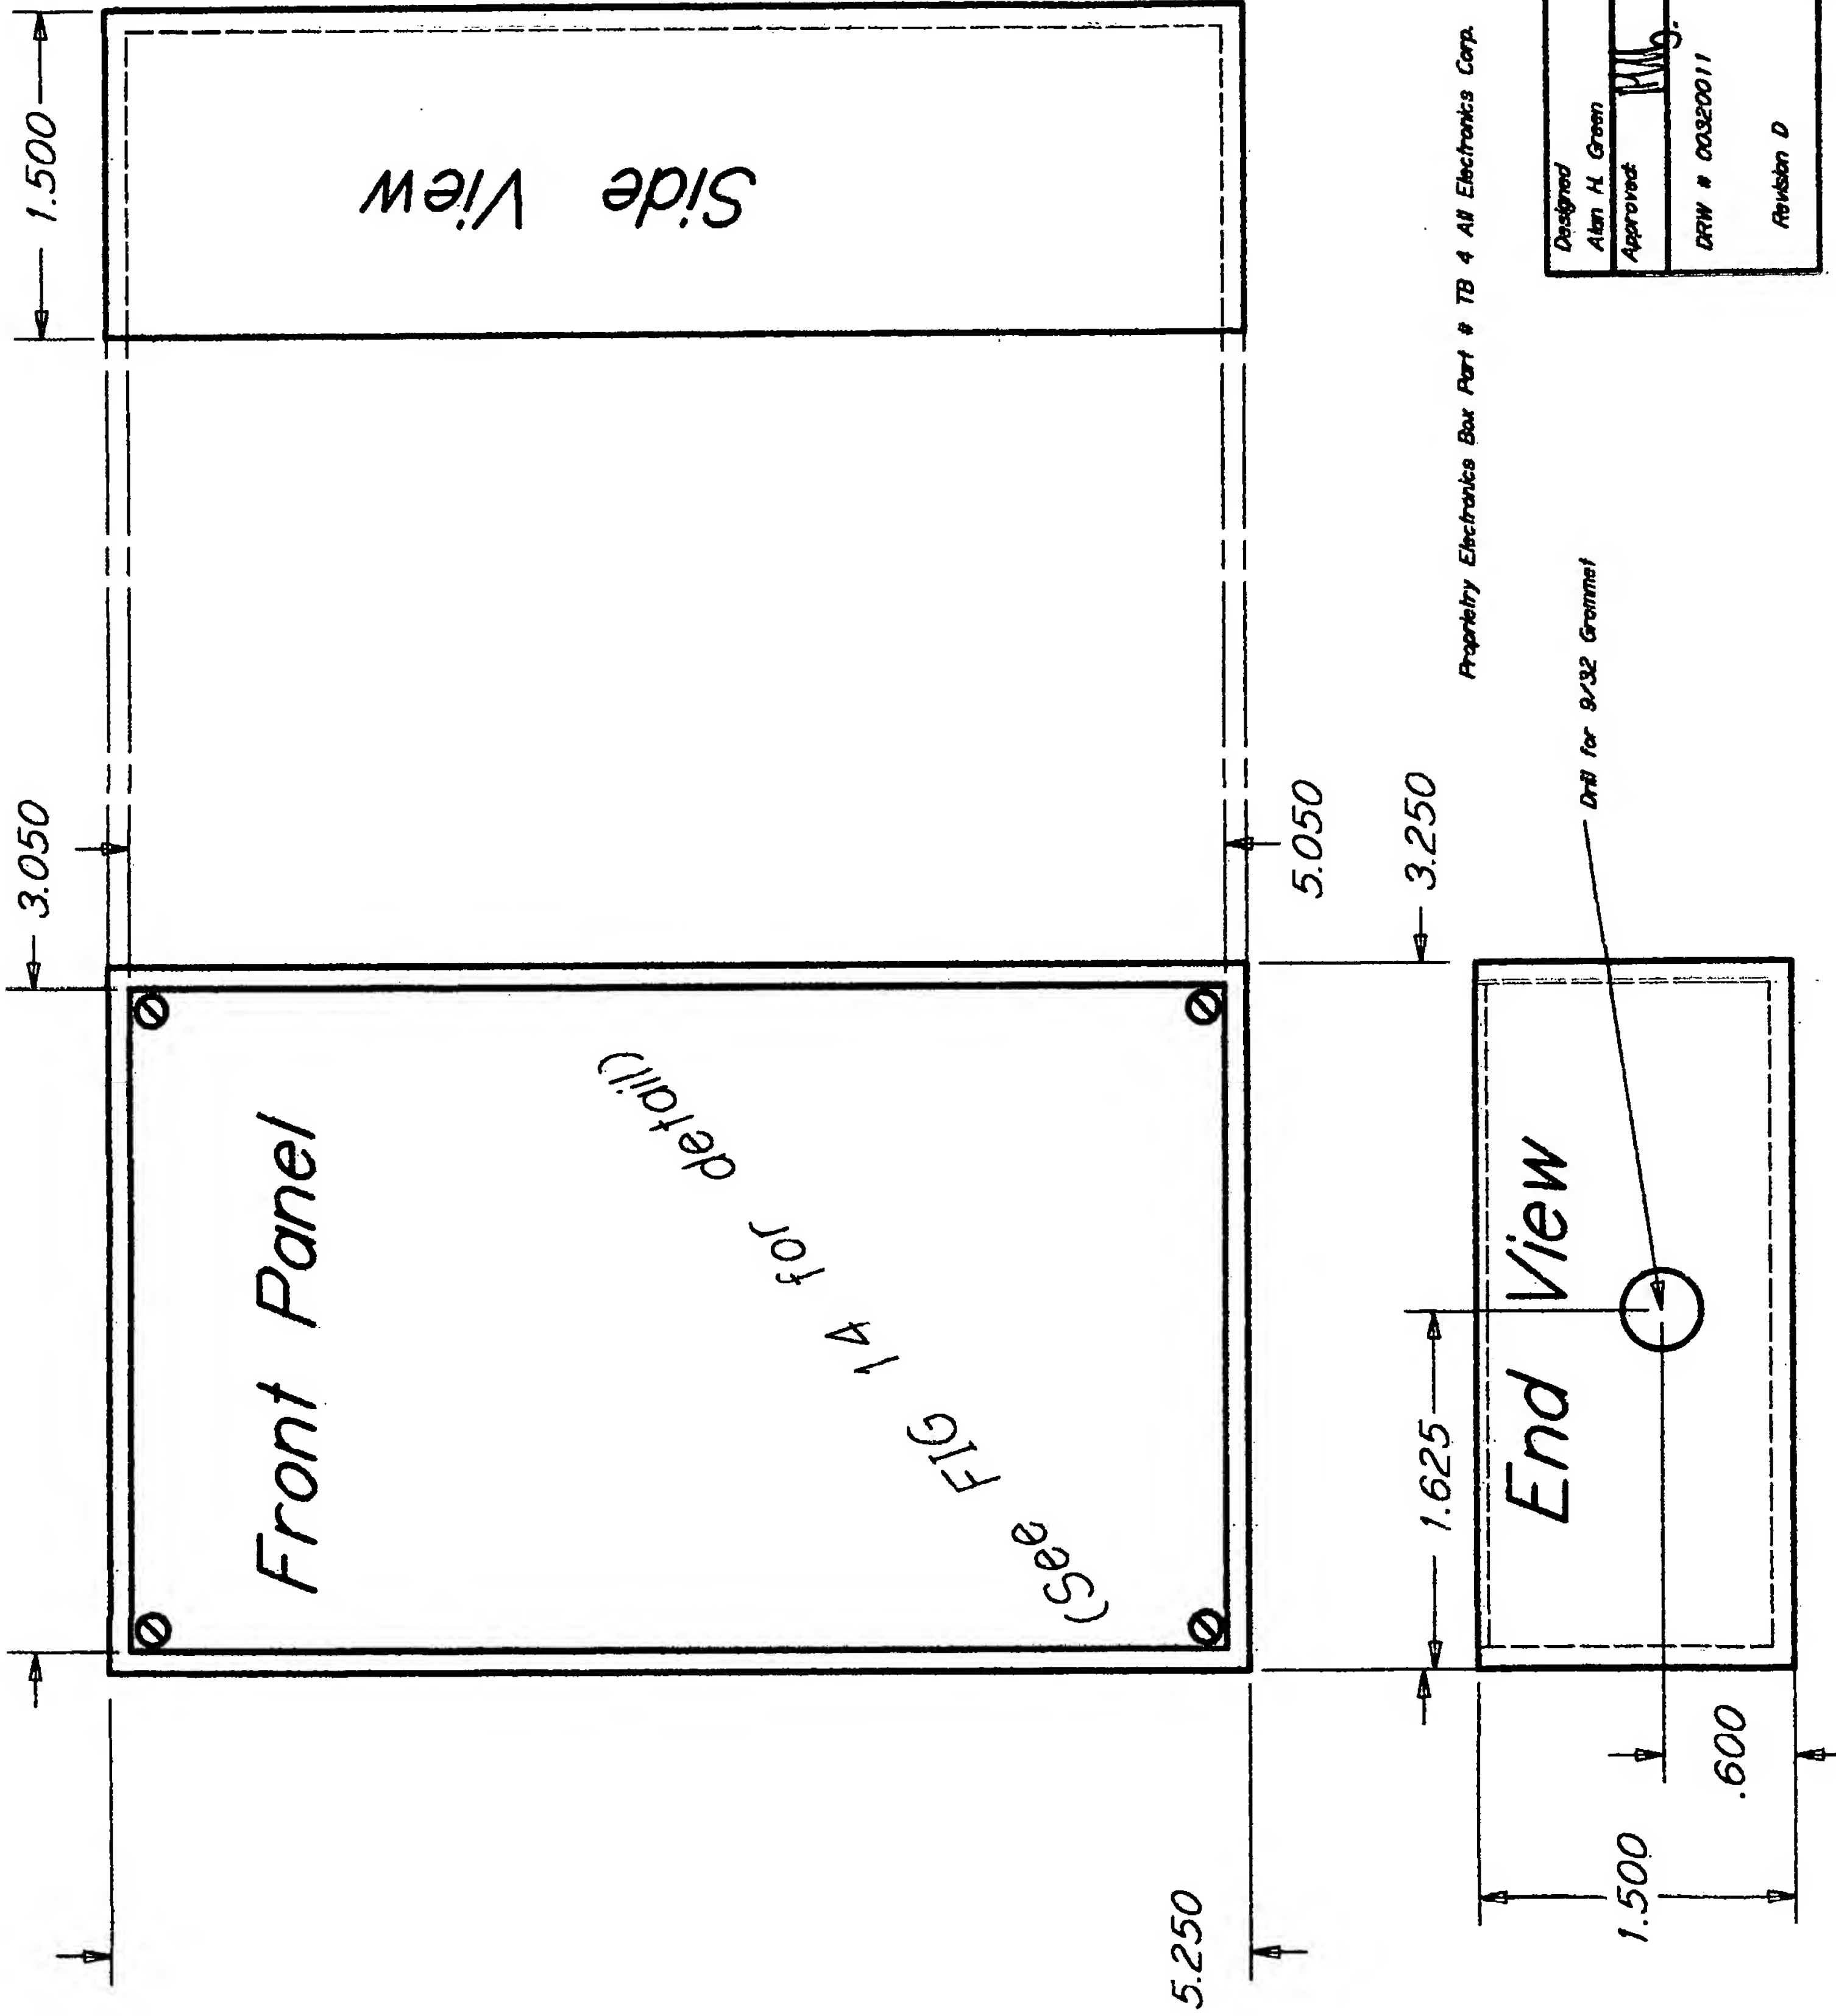 3.050
1.500
Front Panel
(See FIG 1A for detail)
Side View
5.250
5.050
3.250
1.625
End View
1.500
.600
Drill for 9/32 Grommet
Proprietry Electronics Box Part # TB 4 All Electronics Corp.
Designed
Alan H. Green
Approved:
DRW # 00320011
Revision D